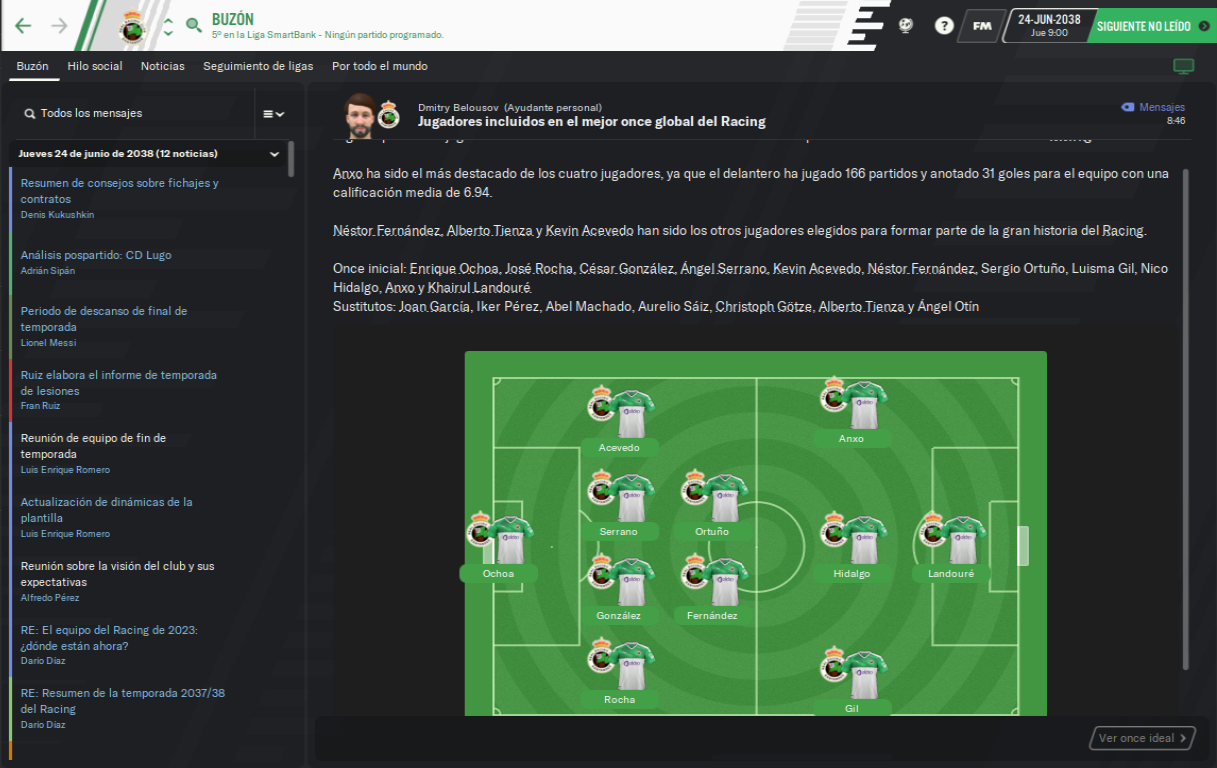 BUZÓN
5º en la Liga SmartBank - Ningún partido programado.
?
FM
24-JUN-2038
Jue 9:00
SIGUIENTE NO LEÍDO
Buzón
Hilo social
Noticias
Seguimiento de ligas
Por todo el mundo
Todos los mensajes
Jueves 24 de junio de 2038 (12 noticias)
Resumen de consejos sobre fichajes y
contratos
Denis Kukushkin
Análisis pospartido: CD Lugo
Adrián Sipán
Periodo de descanso de final de
temporada
Lionel Messi
Ruiz elabora el informe de temporada
de lesiones
Fran Ruiz
Reunión de equipo de fin de
temporada
Luis Enrique Romero
Actualización de dinámicas de la
plantilla
Luis Enrique Romero
Reunión sobre la visión del club y sus
expectativas
Alfredo Pérez
RE: El equipo del Racing de 2023:
¿dónde están ahora?
Darío Díaz
RE: Resumen de la temporada 2037/38
del Racing
Darío Díaz
Dmitry Belousov (Ayudante personal)
Jugadores incluidos en el mejor once global del Racing
Mensajes
8:46
Anxo ha sido el más destacado de los cuatro jugadores, ya que el delantero ha jugado 166 partidos y anotado 31 goles para el equipo con una
calificación media de 6.94.
Néstor Fernández, Alberto Tienza y Kevin Acevedo han sido los otros jugadores elegidos para formar parte de la gran historia del Racing.
Once inicial: Enrique Ochoa, José Rocha, César González, Ángel Serrano, Kevin Acevedo, Néstor Fernández, Sergio Ortuño, Luisma Gil, Nico
Hidalgo, Anxo y Khairul Landouré
Sustitutos: Joan García, Iker Pérez, Abel Machado, Aurelio Sáiz, Christoph Götze, Alberto Tienza y Ángel Otín
Anxo
Acevedo
Serrano
Ortuño
Ochoa
Hidalgo
Landouré
González
Fernández
Rocha
Gil
Ver once ideal